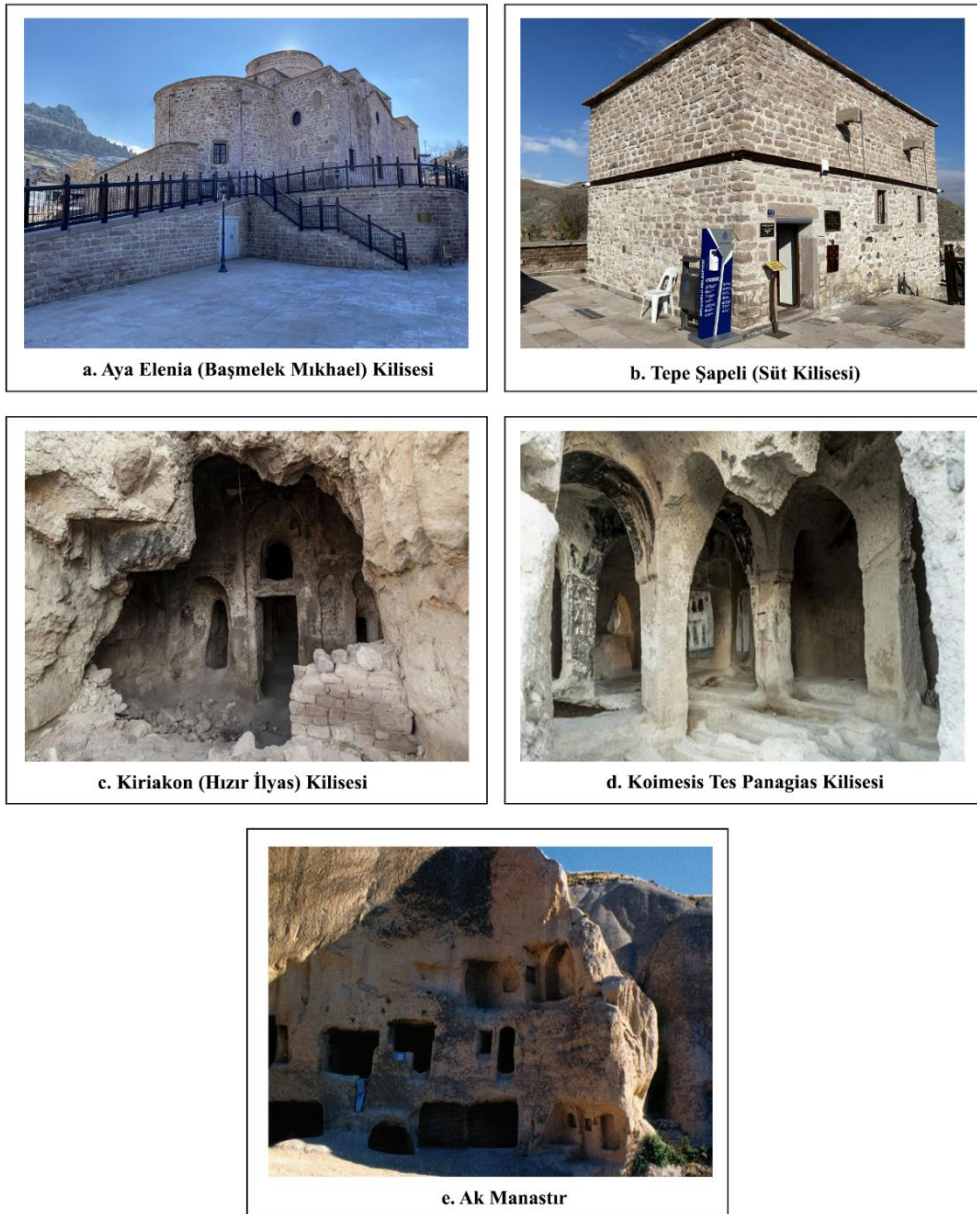 a. Aya Elenia (Başmelek Mıkhael) Kilisesi
b. Tepe Şapeli (Süt Kilisesi)
c. Kiriakon (Hızır İlyas) Kilisesi
d. Koimesis Tes Panagias Kilisesi
e. Ak Manastır